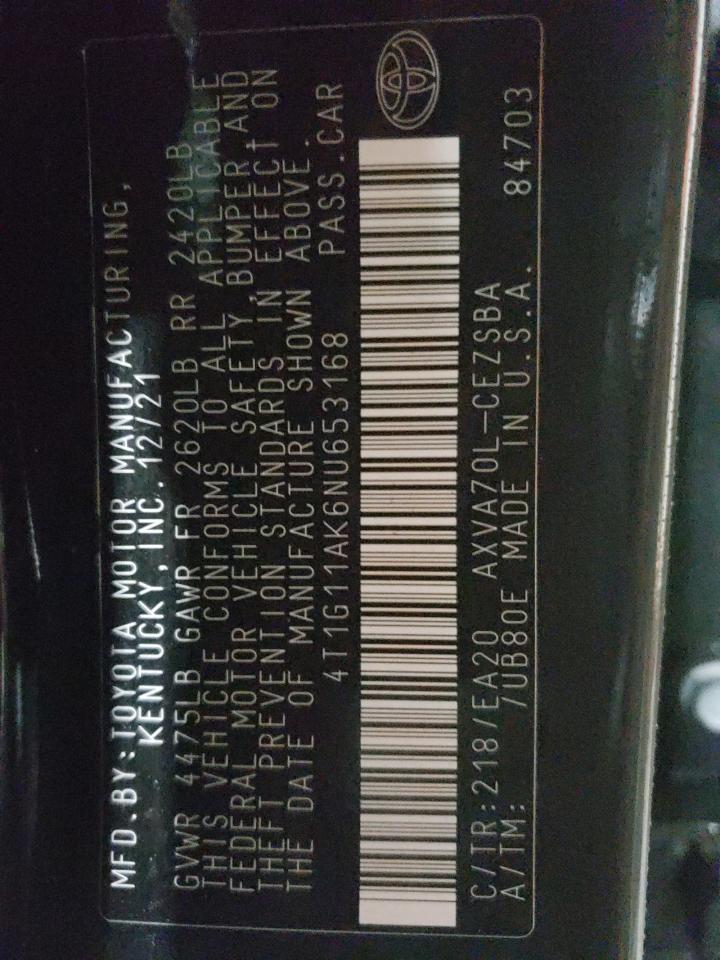 MFD.BY:TOYOTA MOTOR MANUFACTURING,
KENTUCKY,INC. 12/21
GVWR 4475LB GAWR FR 2620LB RR 2420LB
THIS VEHICLE CONFORMS TO ALL APPLICABLE
FEDERAL MOTOR VEHICLE SAFETY,BUMPER,AND
THEFT PREVENTION STANDARDS IN EFFECT ON
THE DATE OF MANUFACTURE SHOWN ABOVE.
4T1G11AK6NU653168 PASS.CAR
C/TR:218/EA20 AXVA70L-CEZSBA
A/TM: /UB80E MADE IN U.S.A. 84703